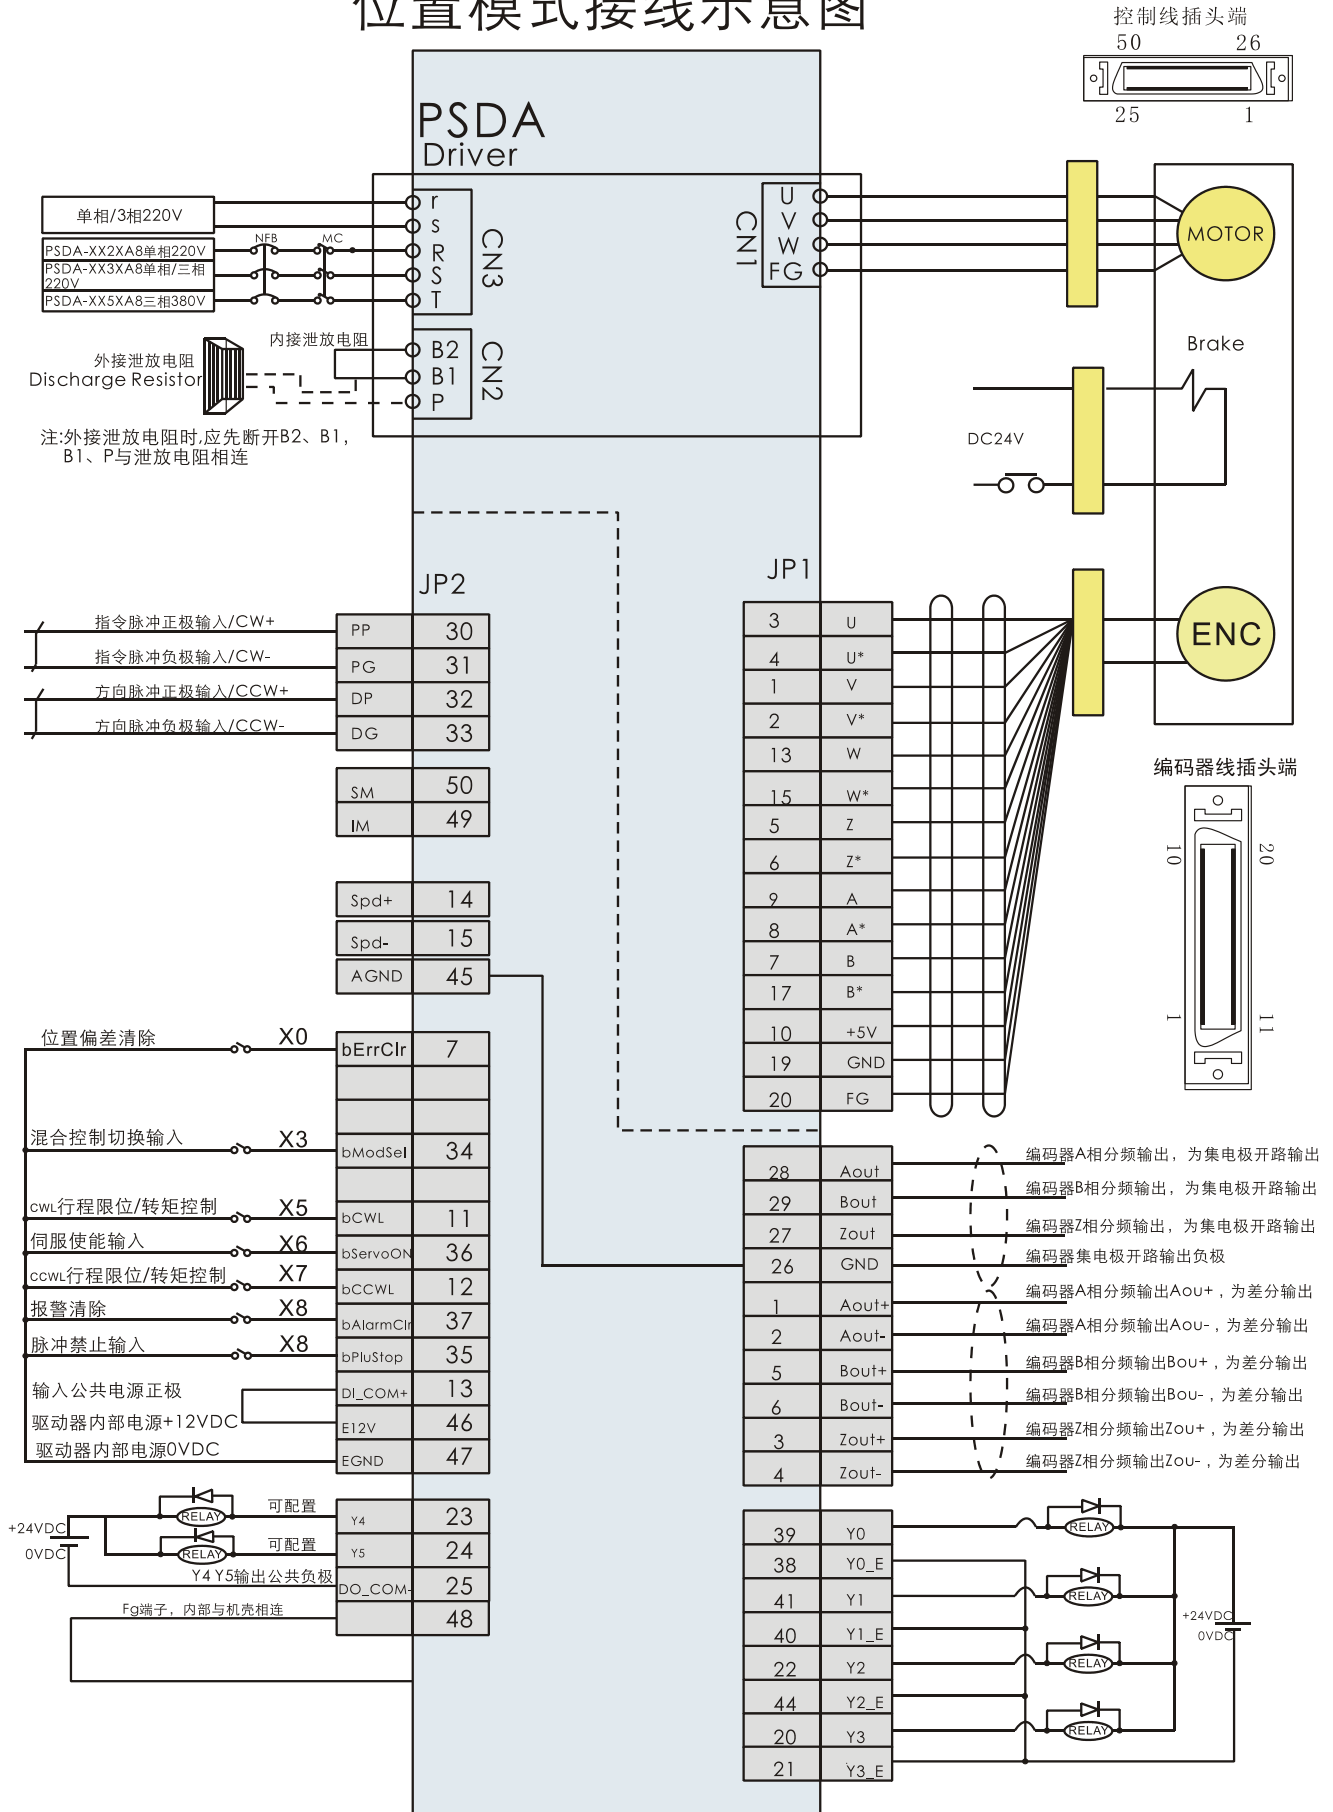 位置模式接线示意图
控制线插头端
50 26
25 1
PSDA
Driver
单相/3相220V
PSDA-XX2XA8单相220V
PSDA-XX3XA8单相/三相
220V
PSDA-XX5XA8三相380V
NFB MC
r
s
R
S
T
CN3
U
V
W
FG
CN1
MOTOR
内接泄放电阻
外接泄放电阻
Discharge Resistor
B2
B1
P
CN2
注:外接泄放电阻时,应先断开B2、B1,
B1、P与泄放电阻相连
Brake
DC24V
JP2
指令脉冲正极输入/CW+ PP 30
指令脉冲负极输入/CW- PG 31
方向脉冲正极输入/CCW+ DP 32
方向脉冲负极输入/CCW- DG 33
SM 50
IM 49
Spd+ 14
Spd- 15
AGND 45
位置偏差清除 X0 bErrClr 7
混合控制切换输入 X3 bModSel 34
CWL行程限位/转矩控制 X5 bCWL 11
伺服使能输入 X6 bServoON 36
CCWL行程限位/转矩控制 X7 bCCWL 12
报警清除 X8 bAlarmClr 37
脉冲禁止输入 X8 bPluStop 35
输入公共电源正极 DI_COM+ 13
驱动器内部电源+12VDC E12V 46
驱动器内部电源0VDC EGND 47
+24VDC
0VDC
RELAY 可配置 Y4 23
RELAY 可配置 Y5 24
Y4 Y5输出公共负极 DO_COM- 25
Fg端子，内部与机壳相连 48
JP1
3 U
4 U*
1 V
2 V*
13 W
15 W*
5 Z
6 Z*
9 A
8 A*
7 B
17 B*
10 +5V
19 GND
20 FG
ENC
编码器线插头端
10 20
1 11
28 Aout 编码器A相分频输出，为集电极开路输出
29 Bout 编码器B相分频输出，为集电极开路输出
27 Zout 编码器Z相分频输出，为集电极开路输出
26 GND 编码器集电极开路输出负极
1 Aout+ 编码器A相分频输出Aou+，为差分输出
2 Aout- 编码器A相分频输出Aou-，为差分输出
5 Bout+ 编码器B相分频输出Bou+，为差分输出
6 Bout- 编码器B相分频输出Bou-，为差分输出
3 Zout+ 编码器Z相分频输出Zou+，为差分输出
4 Zout- 编码器Z相分频输出Zou-，为差分输出
39 Y0 RELAY
38 Y0_E
41 Y1 RELAY
40 Y1_E
22 Y2 RELAY
44 Y2_E
20 Y3 RELAY
21 Y3_E
+24VDC
0VDC